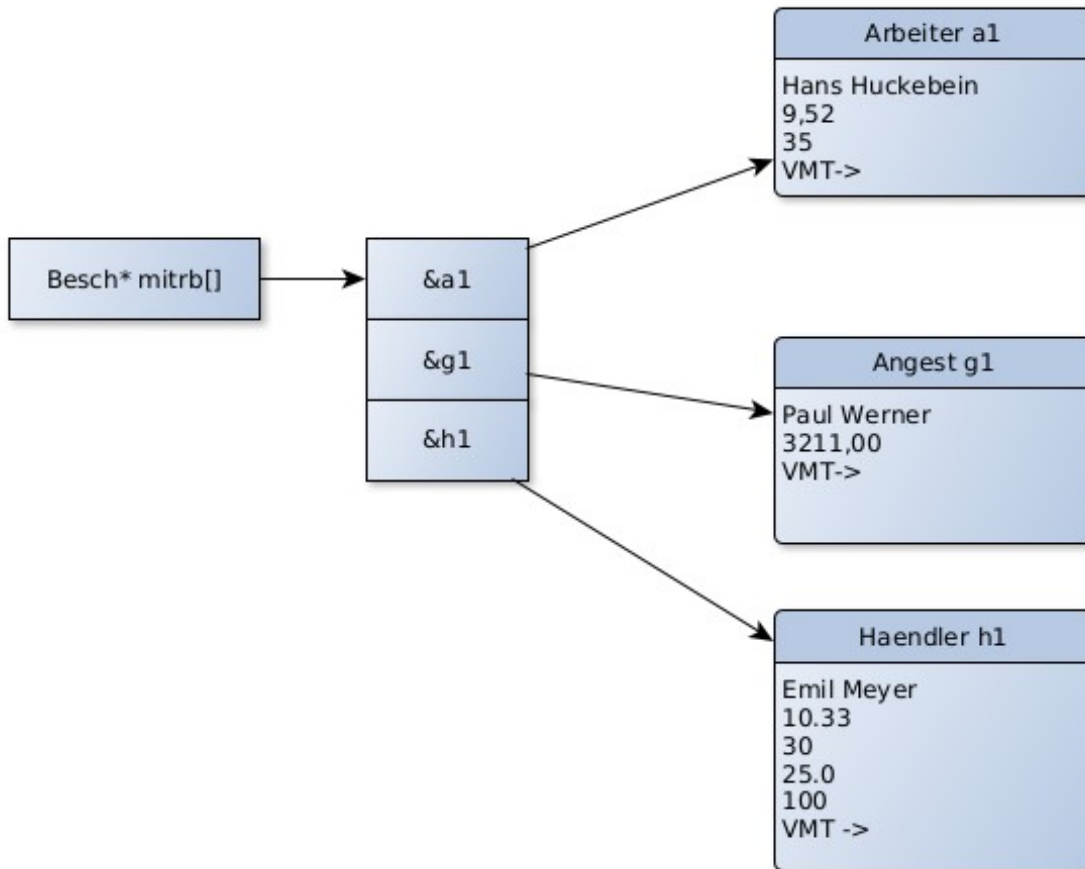 Besch* mitrb[]
&a1
&g1
&h1
Arbeiter a1
Hans Huckebein
9,52
35
VMT->
Angest g1
Paul Werner
3211,00
VMT->
Haendler h1
Emil Meyer
10.33
30
25.0
100
VMT ->